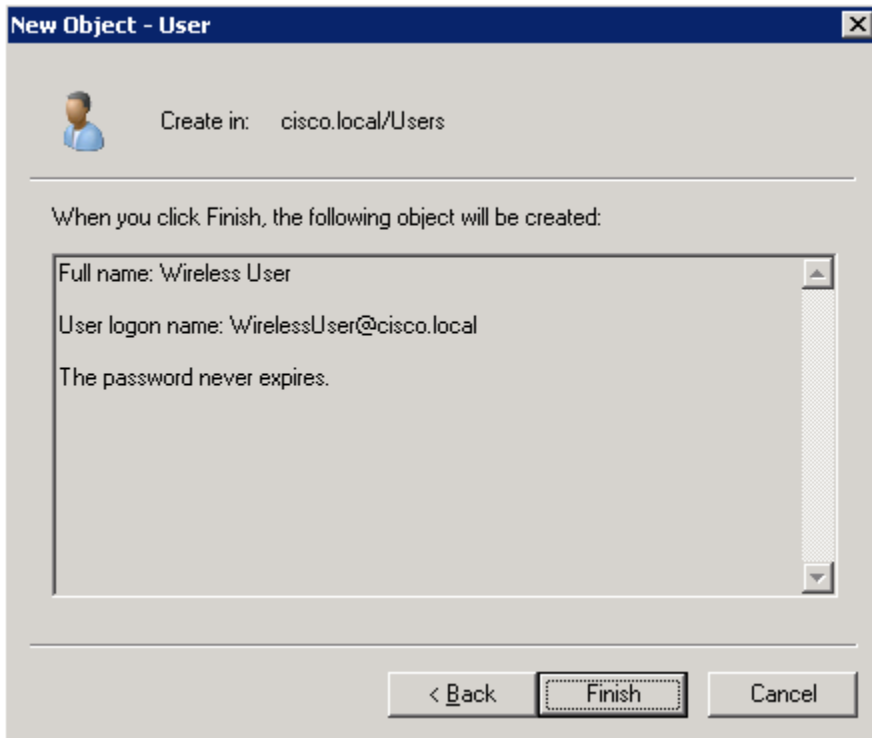 New Object - User
Create in: cisco.local/Users
When you click Finish, the following object will be created:
Full name: Wireless User
User logon name: WirelessUser@cisco.local
The password never expires.
< Back Finish Cancel